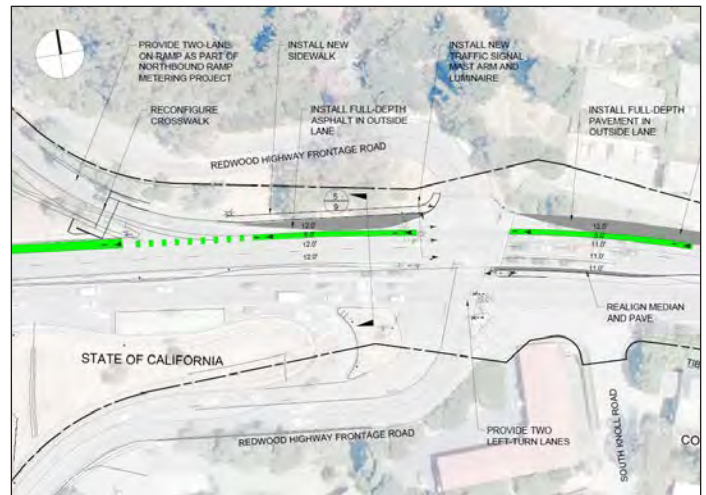 PROVIDE TWO-LANE
ON-RAMP AS PART OF
NORTHBOUND RAMP
METERING PROJECT
INSTALL NEW
SIDEWALK
INSTALL NEW
TRAFFIC SIGNAL
MAST ARM AND
LUMINAIRE
RECONFIGURE
CROSSWALK
INSTALL FULL-DEPTH
ASPHALT IN OUTSIDE
LANE
INSTALL FULL-DEPTH
PAVEMENT IN
OUTSIDE LANE
REDWOOD HIGHWAY FRONTAGE ROAD
5
9
12.0'
12.0'
12.0'
12.0'
11.0'
11.0'
11.0'
REALIGN MEDIAN
AND PAVE
STATE OF CALIFORNIA
TIB
PROVIDE TWO
LEFT-TURN LANES
REDWOOD HIGHWAY FRONTAGE ROAD
SOUTH KNOLL ROAD
CO